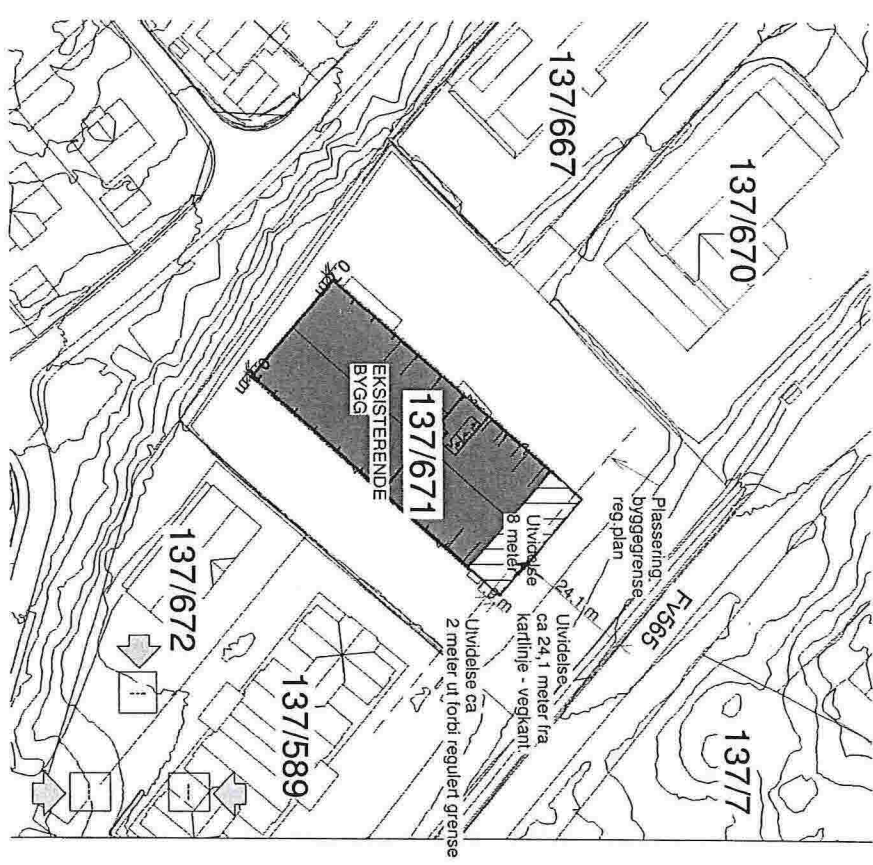 137/667
137/670
EKSISTERENDE
BYGG
137/671
Plassering
byggegrense
reg.plan
Fv565
24,1 m
Utvidelse
8 meter
Utvidelse
ca 24,1 meter fra
kartlinje - vegkant.
Utvidelse ca
2 meter ut forbi regulert grense
137/7
137/672
137/589